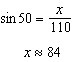 sin 50 = x/110
x ≈ 84